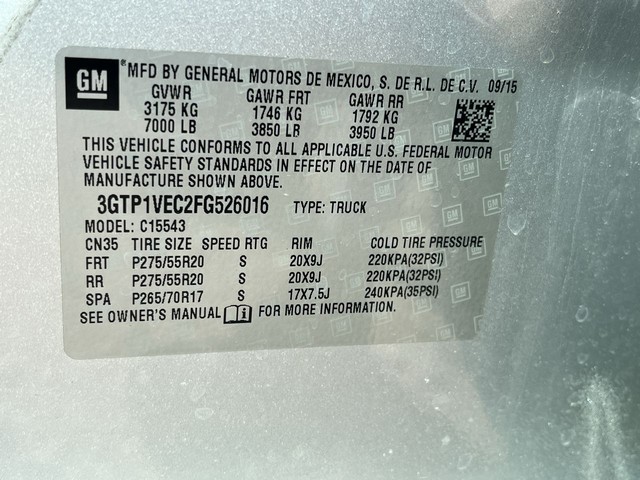 GM ® MFD BY GENERAL MOTORS DE MEXICO, S. DE R.L. DE C.V. 09/15
GVWR GAWR FRT GAWR RR
3175 KG 1746 KG 1792 KG
7000 LB 3850 LB 3950 LB
THIS VEHICLE CONFORMS TO ALL APPLICABLE U.S. FEDERAL MOTOR
VEHICLE SAFETY STANDARDS IN EFFECT ON THE DATE OF
MANUFACTURE SHOWN ABOVE.
3GTP1VEC2FG526016 TYPE: TRUCK
MODEL: C15543
CN35 TIRE SIZE SPEED RTG RIM COLD TIRE PRESSURE
FRT P275/55R20 S 20X9J 220KPA(32PSI)
RR P275/55R20 S 20X9J 220KPA(32PSI)
SPA P265/70R17 S 17X7.5J 240KPA(35PSI)
SEE OWNER'S MANUAL FOR MORE INFORMATION.